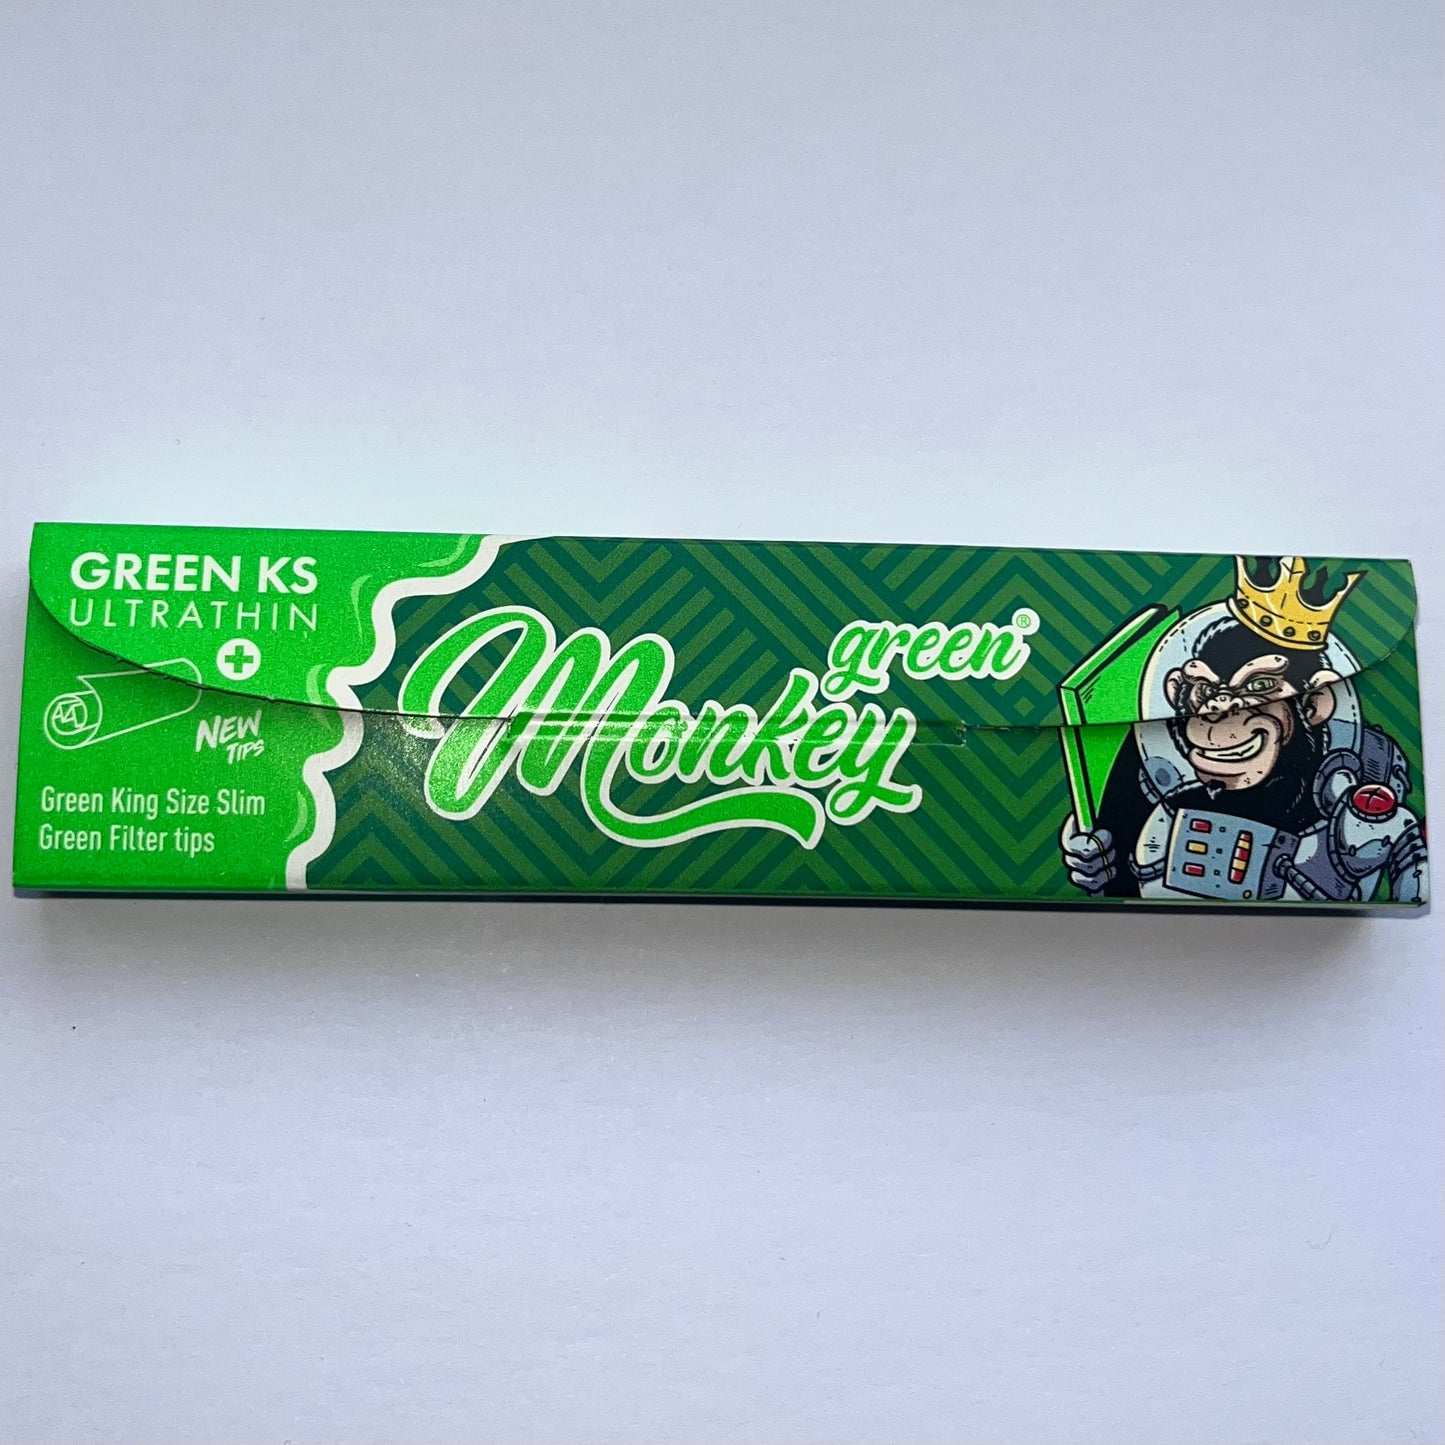 GREEN KS
ULTRATHIN
+
NEW
TIPS
Green King Size Slim
Green Filter tips
Monkey
green®